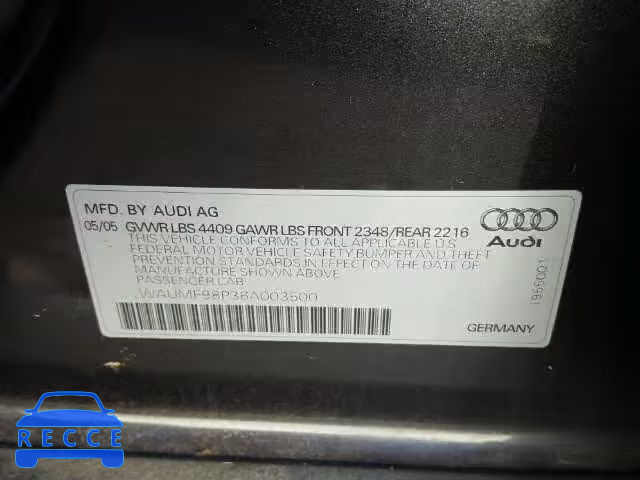 MFD. BY AUDI AG
05/05 GVWR LBS 4409 GAWR LBS FRONT 2348/REAR 2216
THIS VEHICLE CONFORMS TO ALL APPLICABLE U.S.
FEDERAL MOTOR VEHICLE SAFETY,BUMPER AND THEFT
PREVENTION STANDARDS IN EFFECT ON THE DATE OF
MANUFACTURE SHOWN ABOVE
PASSENGER CAR
WAUMF98P36A003500
Audi
1955001
GERMANY
RECCE